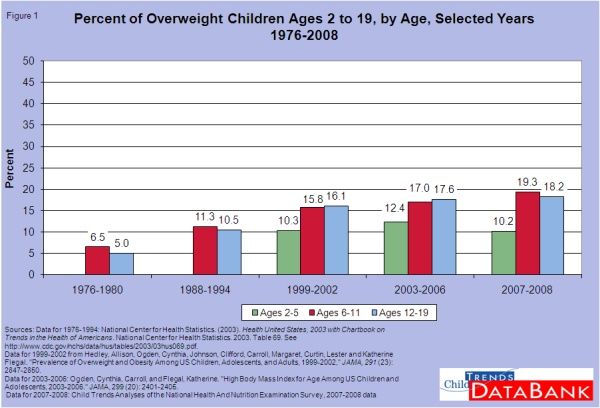 Figure 1
Percent of Overweight Children Ages 2 to 19, by Age, Selected Years
1976-2008
Percent
50
45
40
35
30
25
20
15
10
5
0
6.5
5.0
11.3
10.5
10.3
15.8
16.1
12.4
17.0
17.6
10.2
19.3
18.2
1976-1980
1988-1994
1999-2002
2003-2006
2007-2008
Ages 2-5
Ages 6-11
Ages 12-19
Sources: Data for 1976-1994: National Center for Health Statistics. (2003). Health United States, 2003 with Chartbook on
Trends in the Health of Americans. National Center for Health Statistics. 2003. Table 69. See
http://www.cdc.gov/nchs/data/hus/tables/2003/03hus069.pdf.
Data for 1999-2002 from Hedley, Allison, Ogden, Cynthia, Johnson, Clifford, Carroll, Margaret, Curtin, Lester and Katherine
Flegal. "Prevalence of Overweight and Obesity Among US Children, Adolescents, and Adults, 1999-2002," JAMA, 291 (23):
2847-2850.
Data for 2003-2006: Ogden, Cynthia, Carroll, and Flegal, Katherine. "High Body Mass Index for Age Among US Children and
Adolescents, 2003-2006." JAMA, 299 (20): 2401-2405.
Data for 2007-2008: Child Trends Analyses of the National Health And Nutrition Examination Survey, 2007-2008 data
Child TRENDS
DATABANK